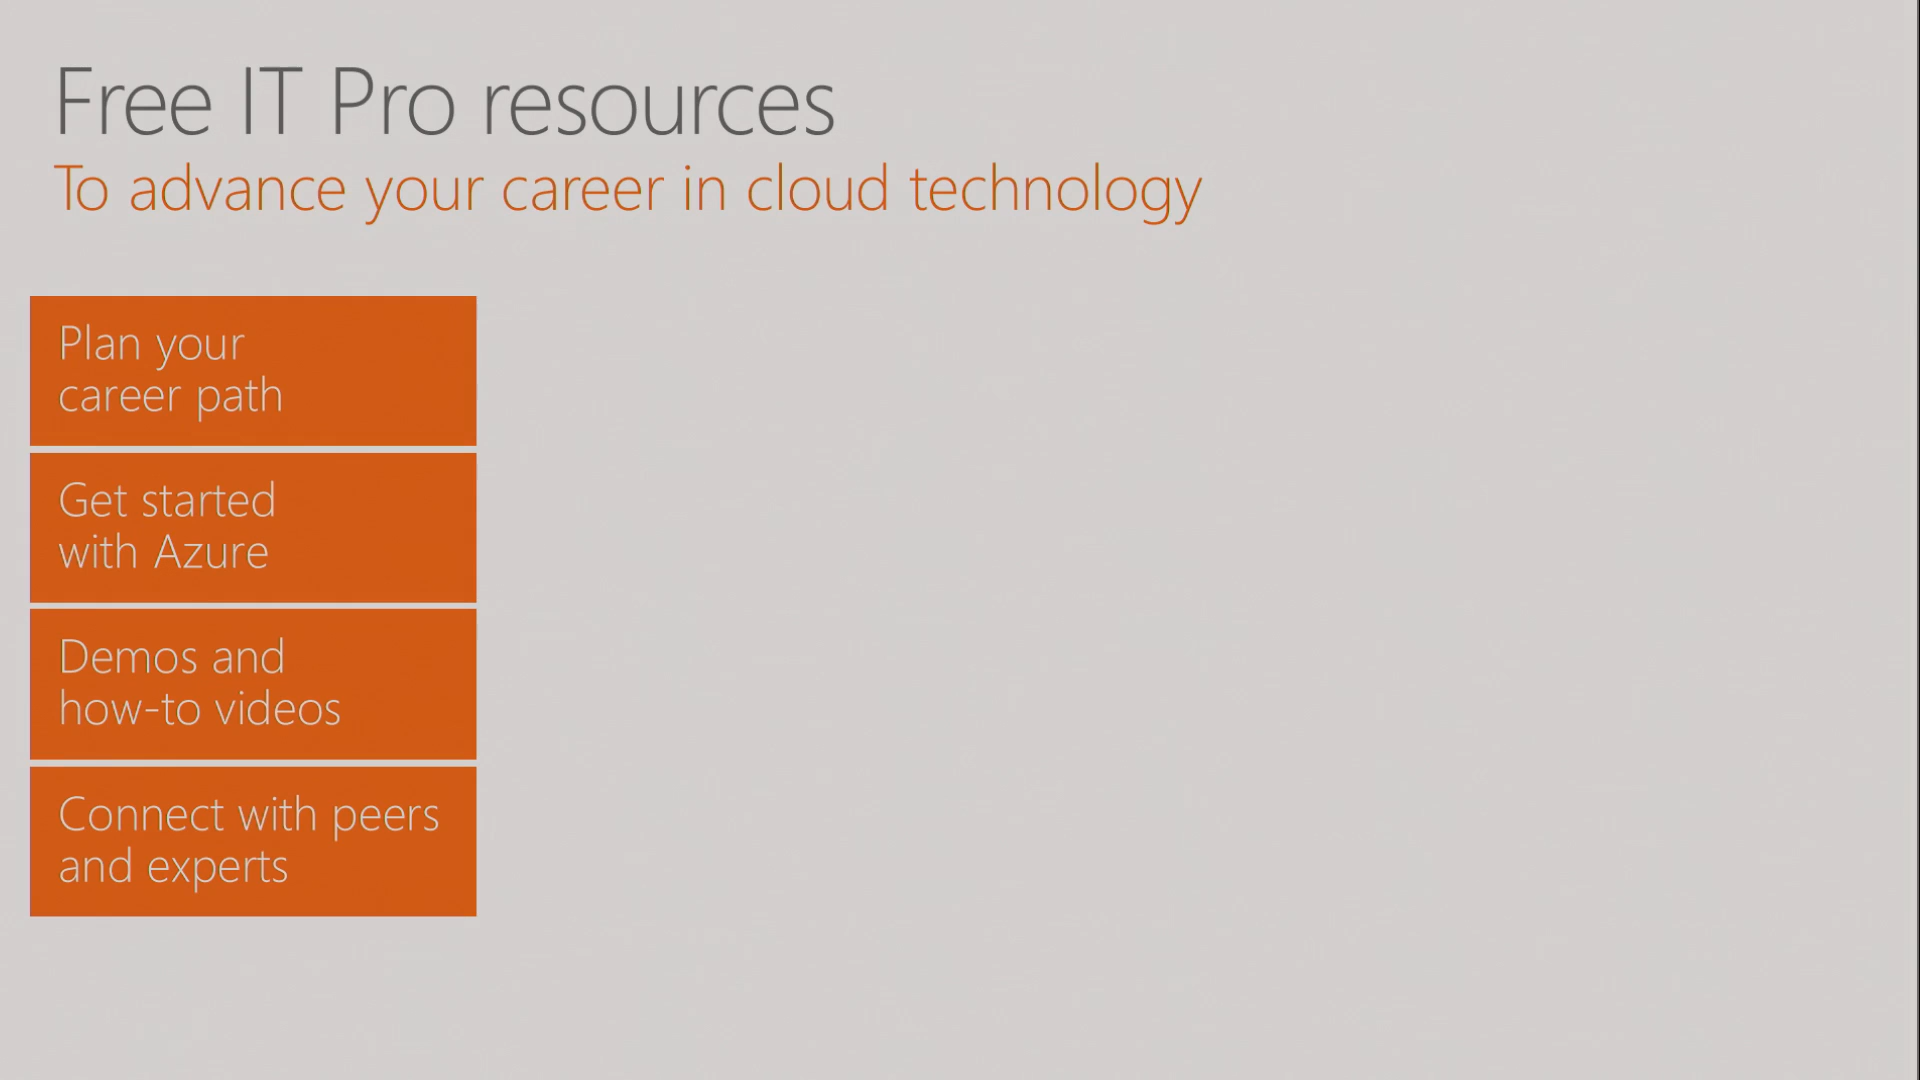 Free IT Pro resources
To advance your career in cloud technology
Plan your
career path
Get started
with Azure
Demos and
how-to videos
Connect with peers
and experts